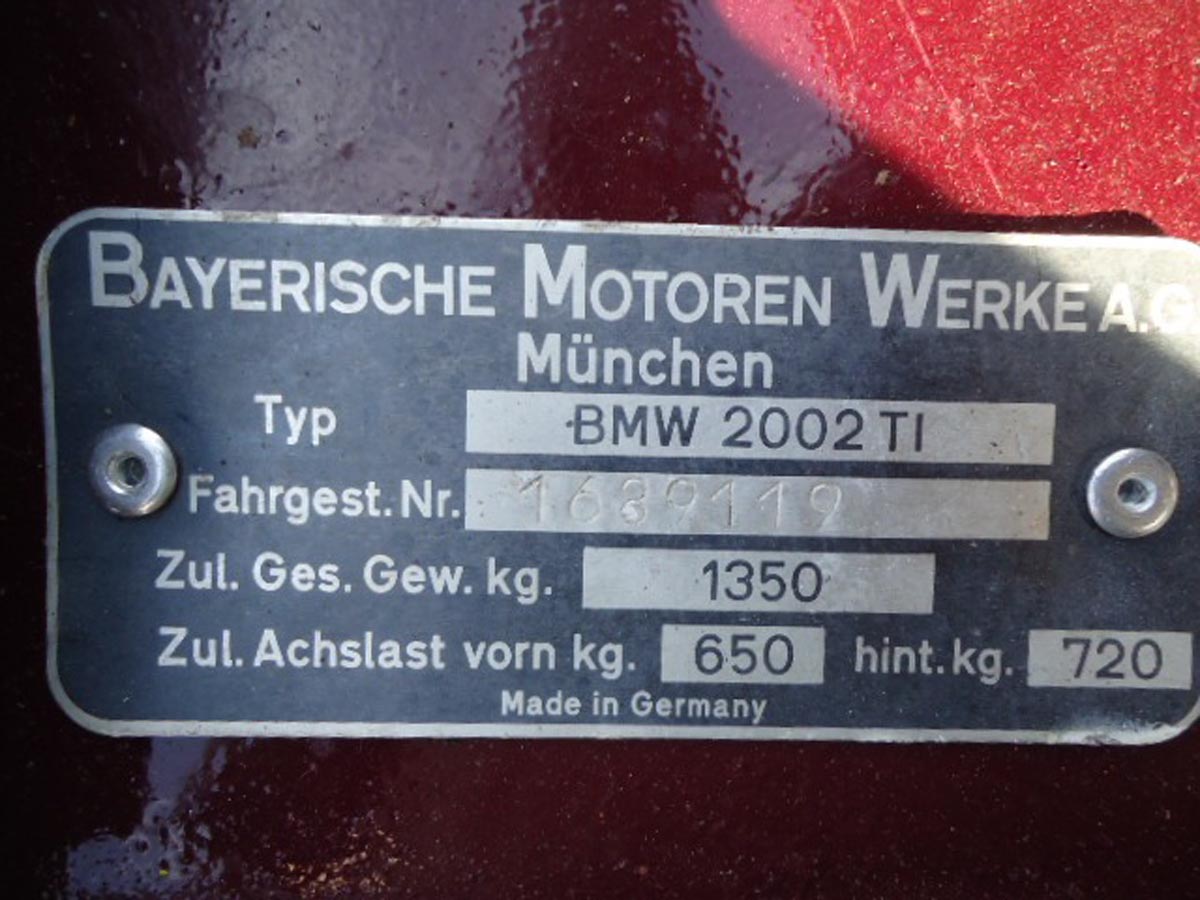 BAYERISCHE MOTOREN WERKE A.G.
München
Typ BMW 2002 TI
Fahrgest. Nr. 1639119
Zul. Ges. Gew. kg. 1350
Zul. Achslast vorn kg. 650 hint. kg. 720
Made in Germany